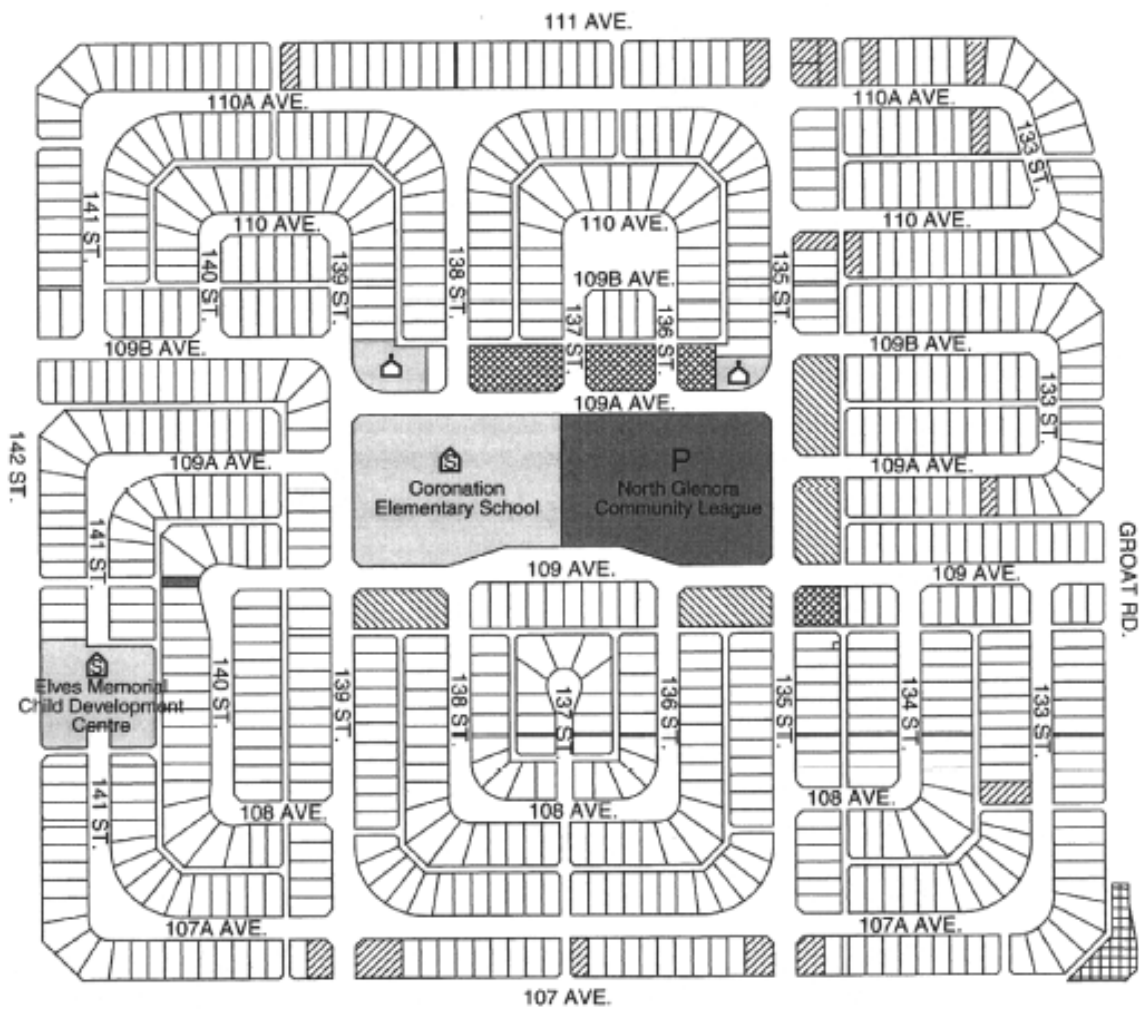 111 AVE.
110A AVE.
110A AVE.
133 ST.
141 ST.
110 AVE.
110 AVE.
110 AVE.
140 ST.
139 ST.
138 ST.
109B AVE.
135 ST.
137 ST.
136 ST.
109B AVE.
109B AVE.
133 ST.
109A AVE.
142 ST.
109A AVE.
S
Coronation
Elementary School
P
North Glenora
Community League
109A AVE.
141 ST.
109 AVE.
109 AVE.
GROAT RD.
S
Elves Memorial
Child Development
Centre
140 ST.
139 ST.
138 ST.
137 ST.
136 ST.
135 ST.
134 ST.
133 ST.
141 ST.
108 AVE.
108 AVE.
108 AVE.
107A AVE.
107A AVE.
107 AVE.